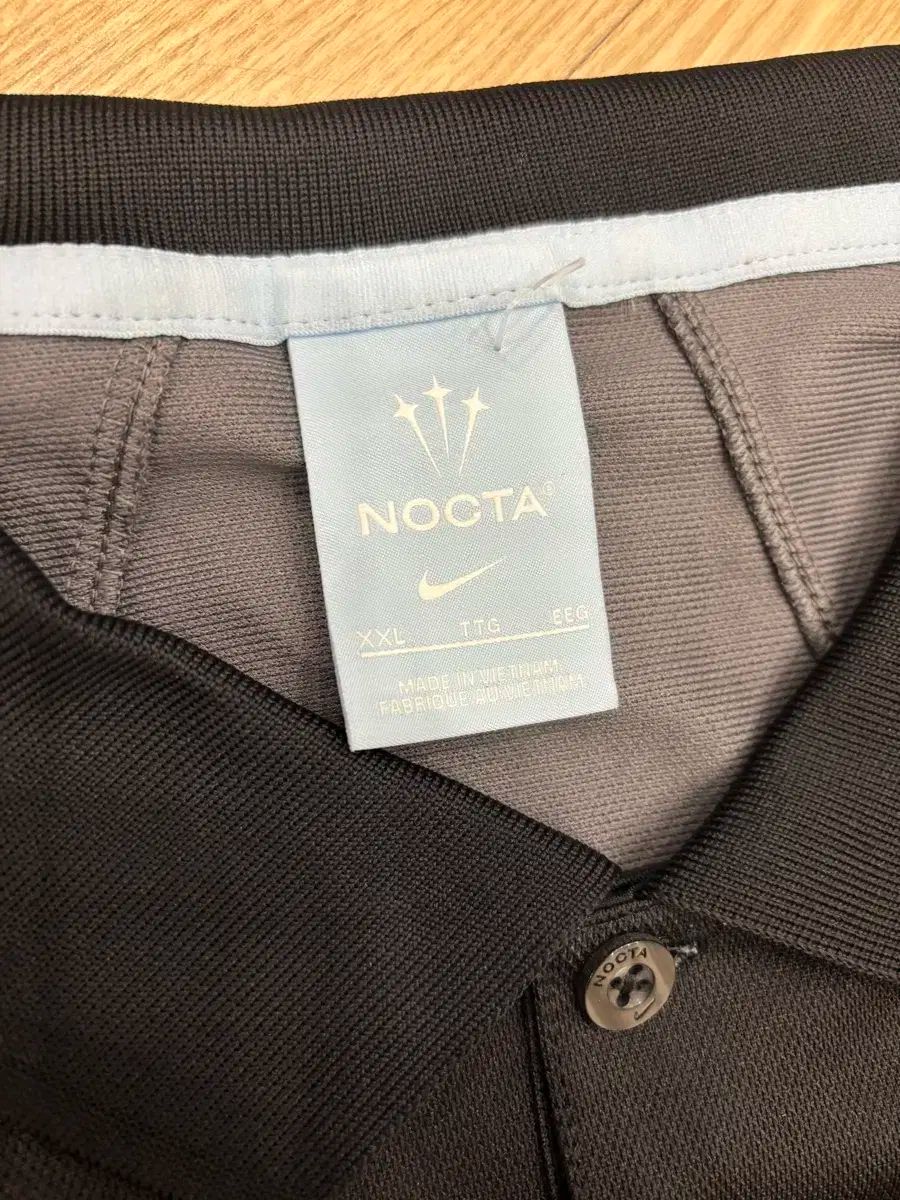 NOCTA®
XXL TTG EEG
MADE IN VIETNAM
FABRIQUE AU VIETNAM
NOCTA